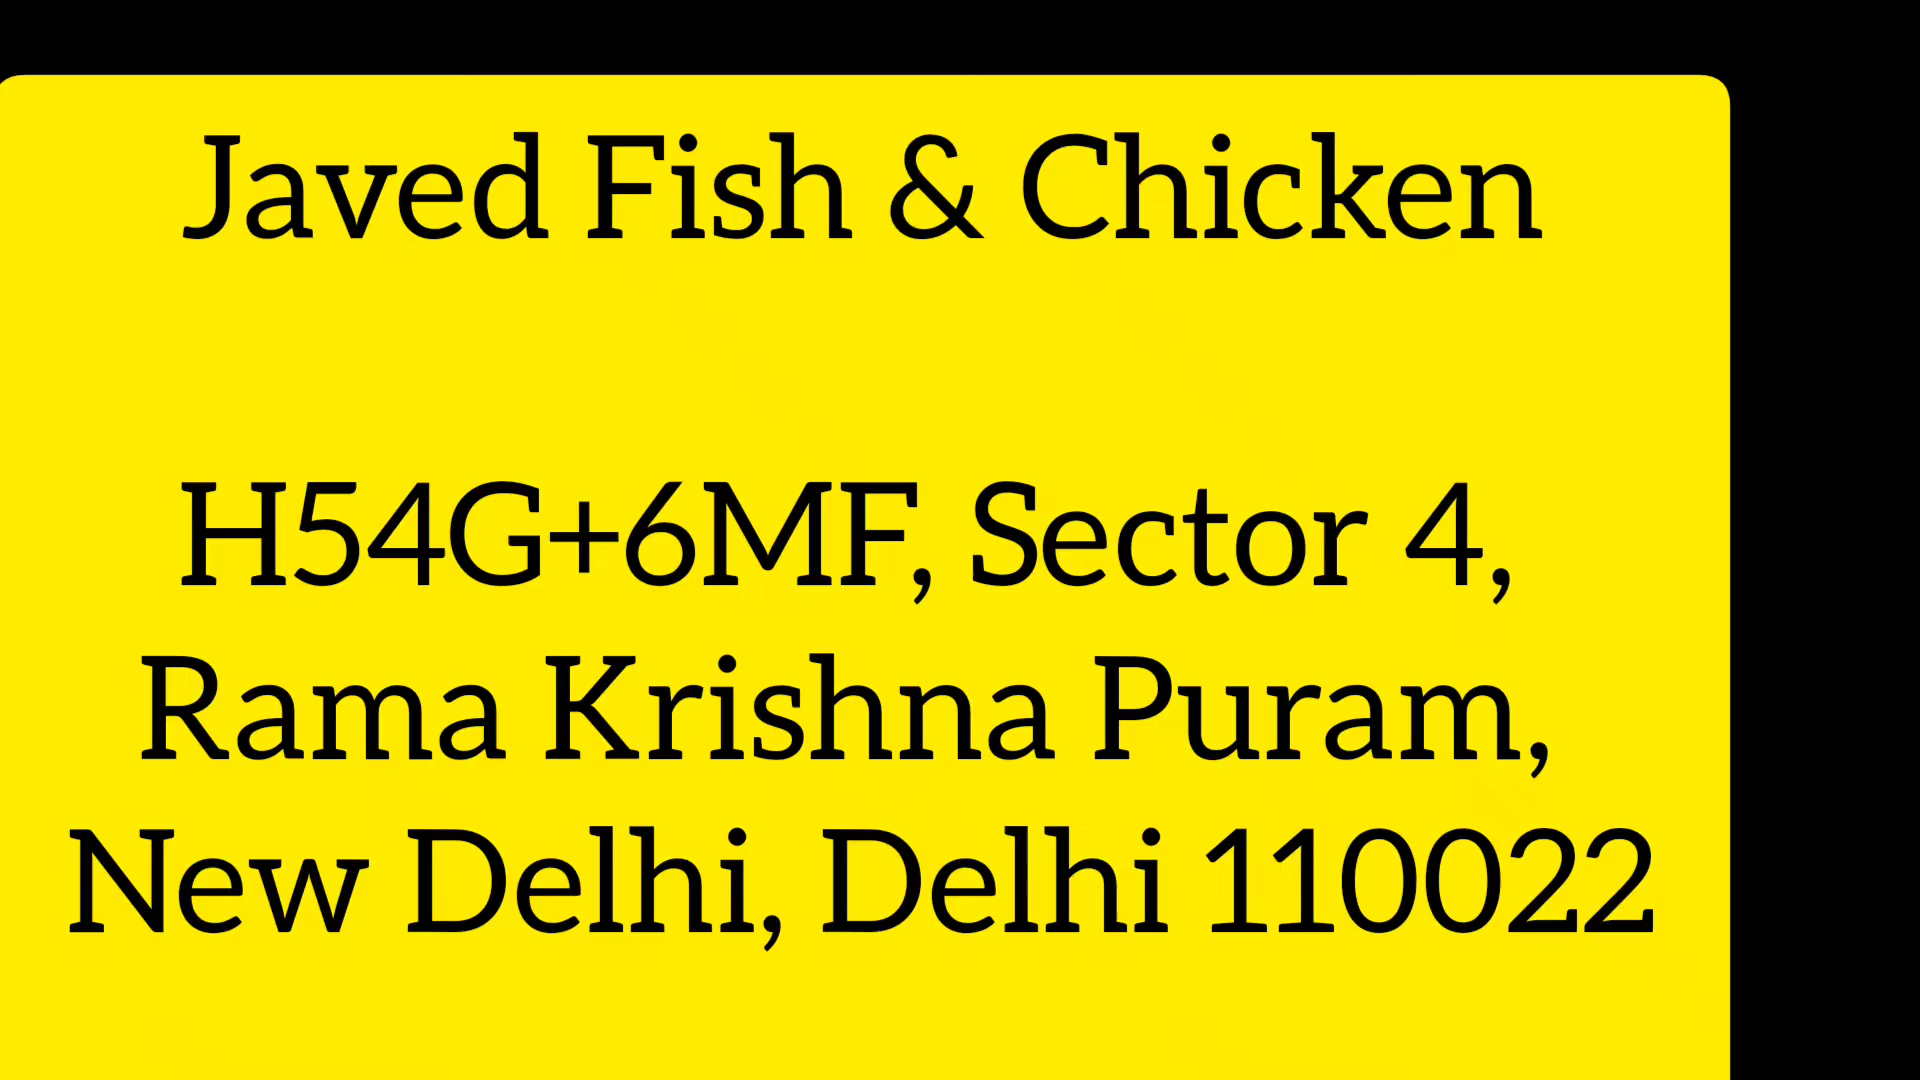 Javed Fish & Chicken
H54G+6MF, Sector 4,
Rama Krishna Puram,
New Delhi, Delhi 110022